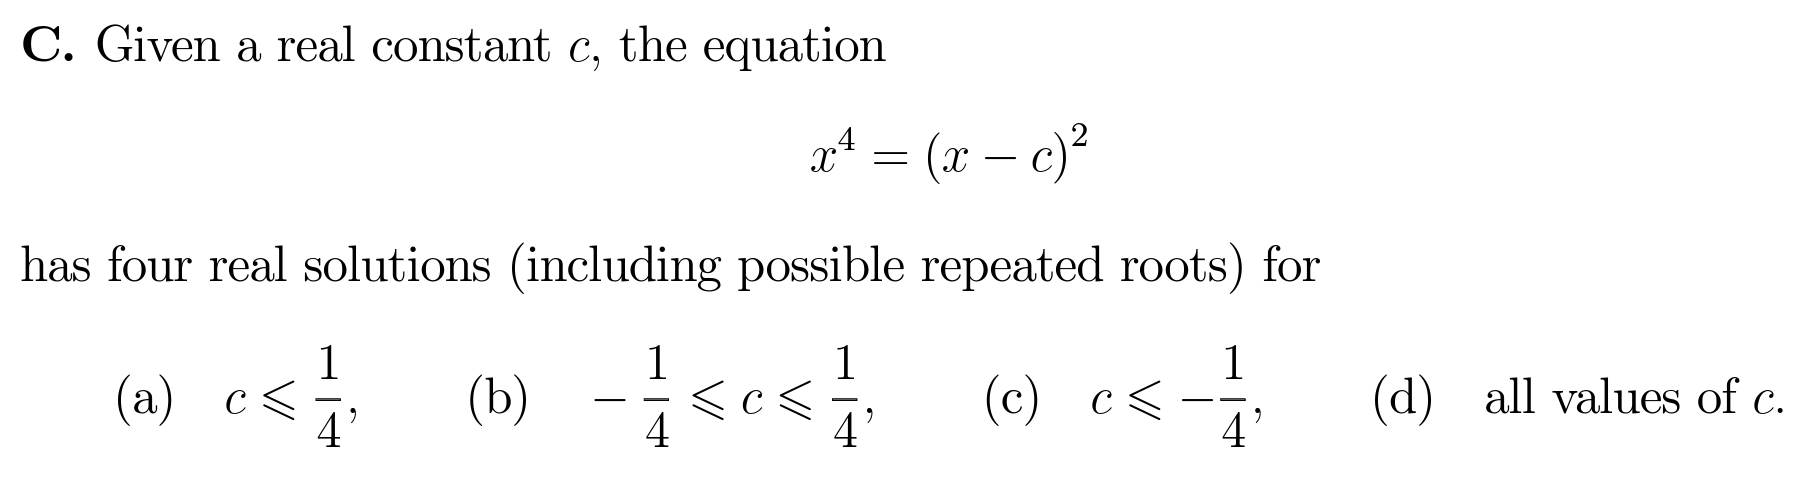 C. Given a real constant c, the equation
x⁴ = (x − c)²
has four real solutions (including possible repeated roots) for
(a) c ⩽ 1/4, (b) −1/4 ⩽ c ⩽ 1/4, (c) c ⩽ −1/4, (d) all values of c.